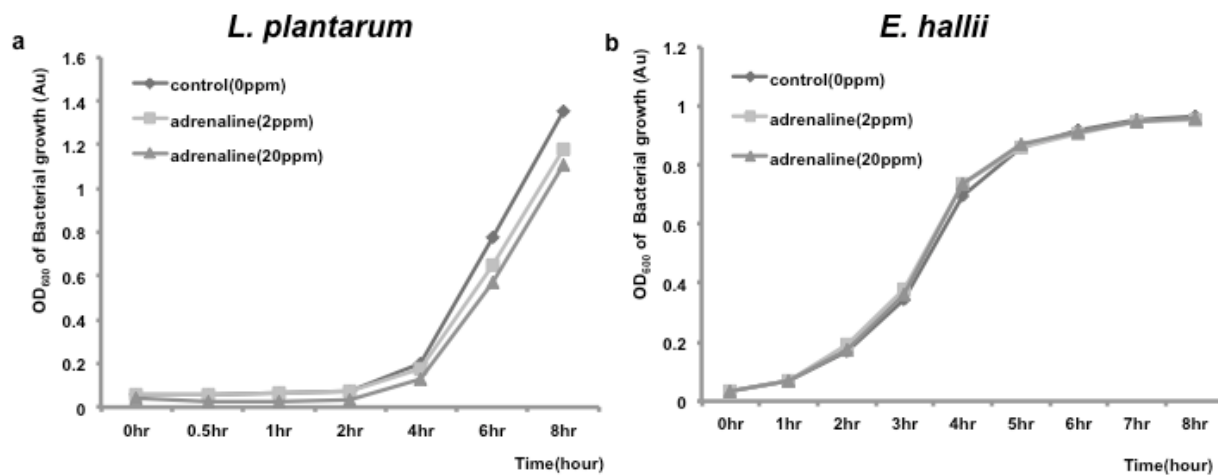 a
L. plantarum
OD600 of Bacterial growth (Au)
1.6
1.4
1.2
1
0.8
0.6
0.4
0.2
0
control(0ppm)
adrenaline(2ppm)
adrenaline(20ppm)
0hr 0.5hr 1hr 2hr 4hr 6hr 8hr
Time(hour)
b
E. hallii
OD600 of Bacterial growth (Au)
1.2
1
0.8
0.6
0.4
0.2
0
control(0ppm)
adrenaline(2ppm)
adrenaline(20ppm)
0hr 1hr 2hr 3hr 4hr 5hr 6hr 7hr 8hr
Time(hour)